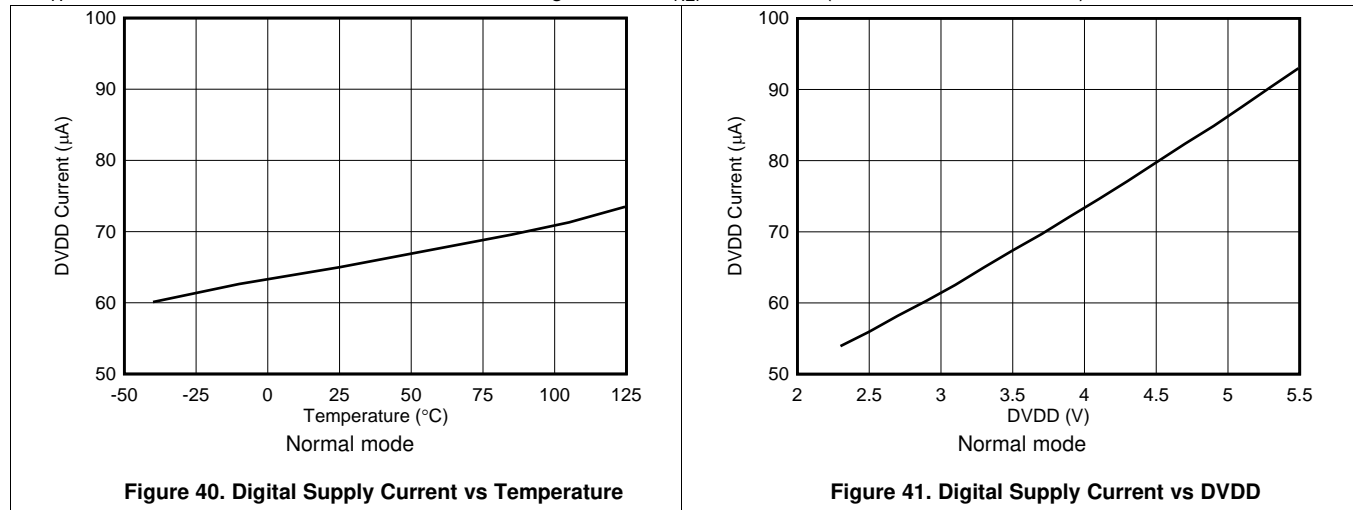 100
90
80
70
60
50
DVDD Current (µA)
-50 -25 0 25 50 75 100 125
Temperature (°C)
Normal mode
Figure 40. Digital Supply Current vs Temperature
100
90
80
70
60
50
DVDD Current (µA)
2 2.5 3 3.5 4 4.5 5 5.5
DVDD (V)
Normal mode
Figure 41. Digital Supply Current vs DVDD